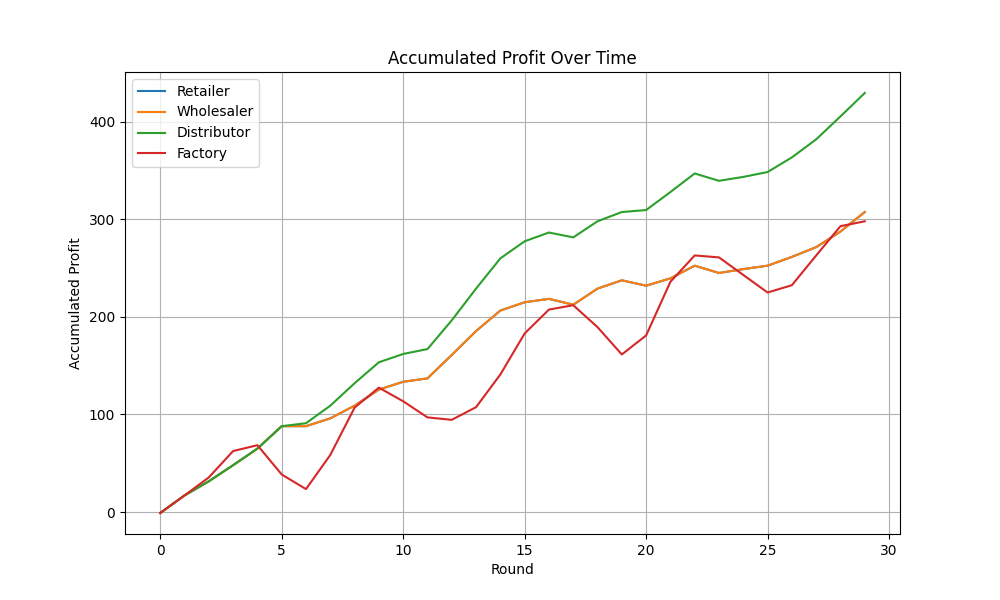 Accumulated Profit Over Time
Retailer
Wholesaler
Distributor
Factory
Accumulated Profit
400
300
200
100
0
0 5 10 15 20 25 30
Round